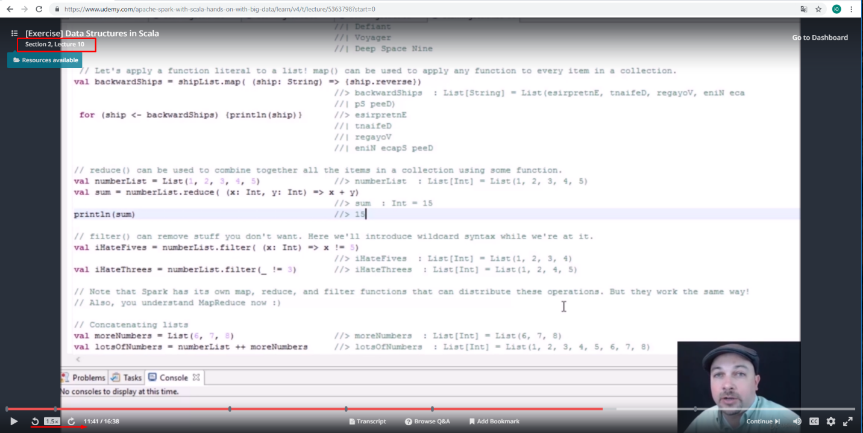 https://www.udemy.com/apache-spark-with-scala-hands-on-with-big-data/learn/v4/t/lecture/5363798?start=0
[Exercise] Data Structures in Scala
Section 2, Lecture 10
Go to Dashboard
Resources available
//| Defiant
//| Voyager
//| Deep Space Nine
// Let's apply a function literal to a list! map() can be used to apply any function to every item in a collection.
val backwardShips = shipList.map( (ship: String) => (ship.reverse))
//> backwardShips  : List[String] = List(esirpretnE, tnaifeD, regayoV, eniN eca
//| pS peeD)
for (ship <- backwardShips) {println(ship)}     //> esirpretnE
//| tnaifeD
//| regayoV
//| eniN ecapS peeD
// reduce() can be used to combine together all the items in a collection using some function.
val numberList = List(1, 2, 3, 4, 5)     //> numberList  : List[Int] = List(1, 2, 3, 4, 5)
val sum = numberList.reduce( (x: Int, y: Int) => x + y)
//> sum  : Int = 15
println(sum)     //> 15
// filter() can remove stuff you don't want. Here we'll introduce wildcard syntax while we're at it.
val iHateFives = numberList.filter( (x: Int) => x != 5)
//> iHateFives  : List[Int] = List(1, 2, 3, 4)
val iHateThrees = numberList.filter(_ != 3)     //> iHateThrees  : List[Int] = List(1, 2, 4, 5)
// Note that Spark has its own map, reduce, and filter functions that can distribute these operations. But they work the same way!
// Also, you understand MapReduce now :)
// Concatenating lists
val moreNumbers = List(6, 7, 8)     //> moreNumbers  : List[Int] = List(6, 7, 8)
val lotsOfNumbers = numberList ++ moreNumbers     //> lotsOfNumbers  : List[Int] = List(1, 2, 3, 4, 5, 6, 7, 8)
Problems Tasks Console
No consoles to display at this time.
1.5x 11:41 / 16:38 Transcript Browse Q&A Add Bookmark Continue